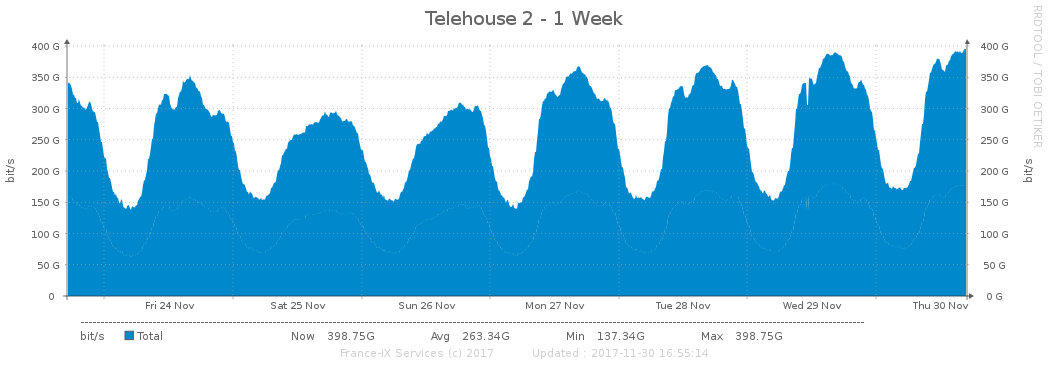 Telehouse 2 - 1 Week
RRDTOOL / TOBI OETIKER
400 G 400 G
350 G 350 G
300 G 300 G
250 G 250 G
200 G 200 G
150 G 150 G
100 G 100 G
50 G 50 G
0 0 G
bit/s bit/s
Fri 24 Nov Sat 25 Nov Sun 26 Nov Mon 27 Nov Tue 28 Nov Wed 29 Nov Thu 30 Nov
bit/s Total Now 398.75G Avg 263.34G Min 137.34G Max 398.75G
France-IX Services (c) 2017 Updated : 2017-11-30 16:55:14